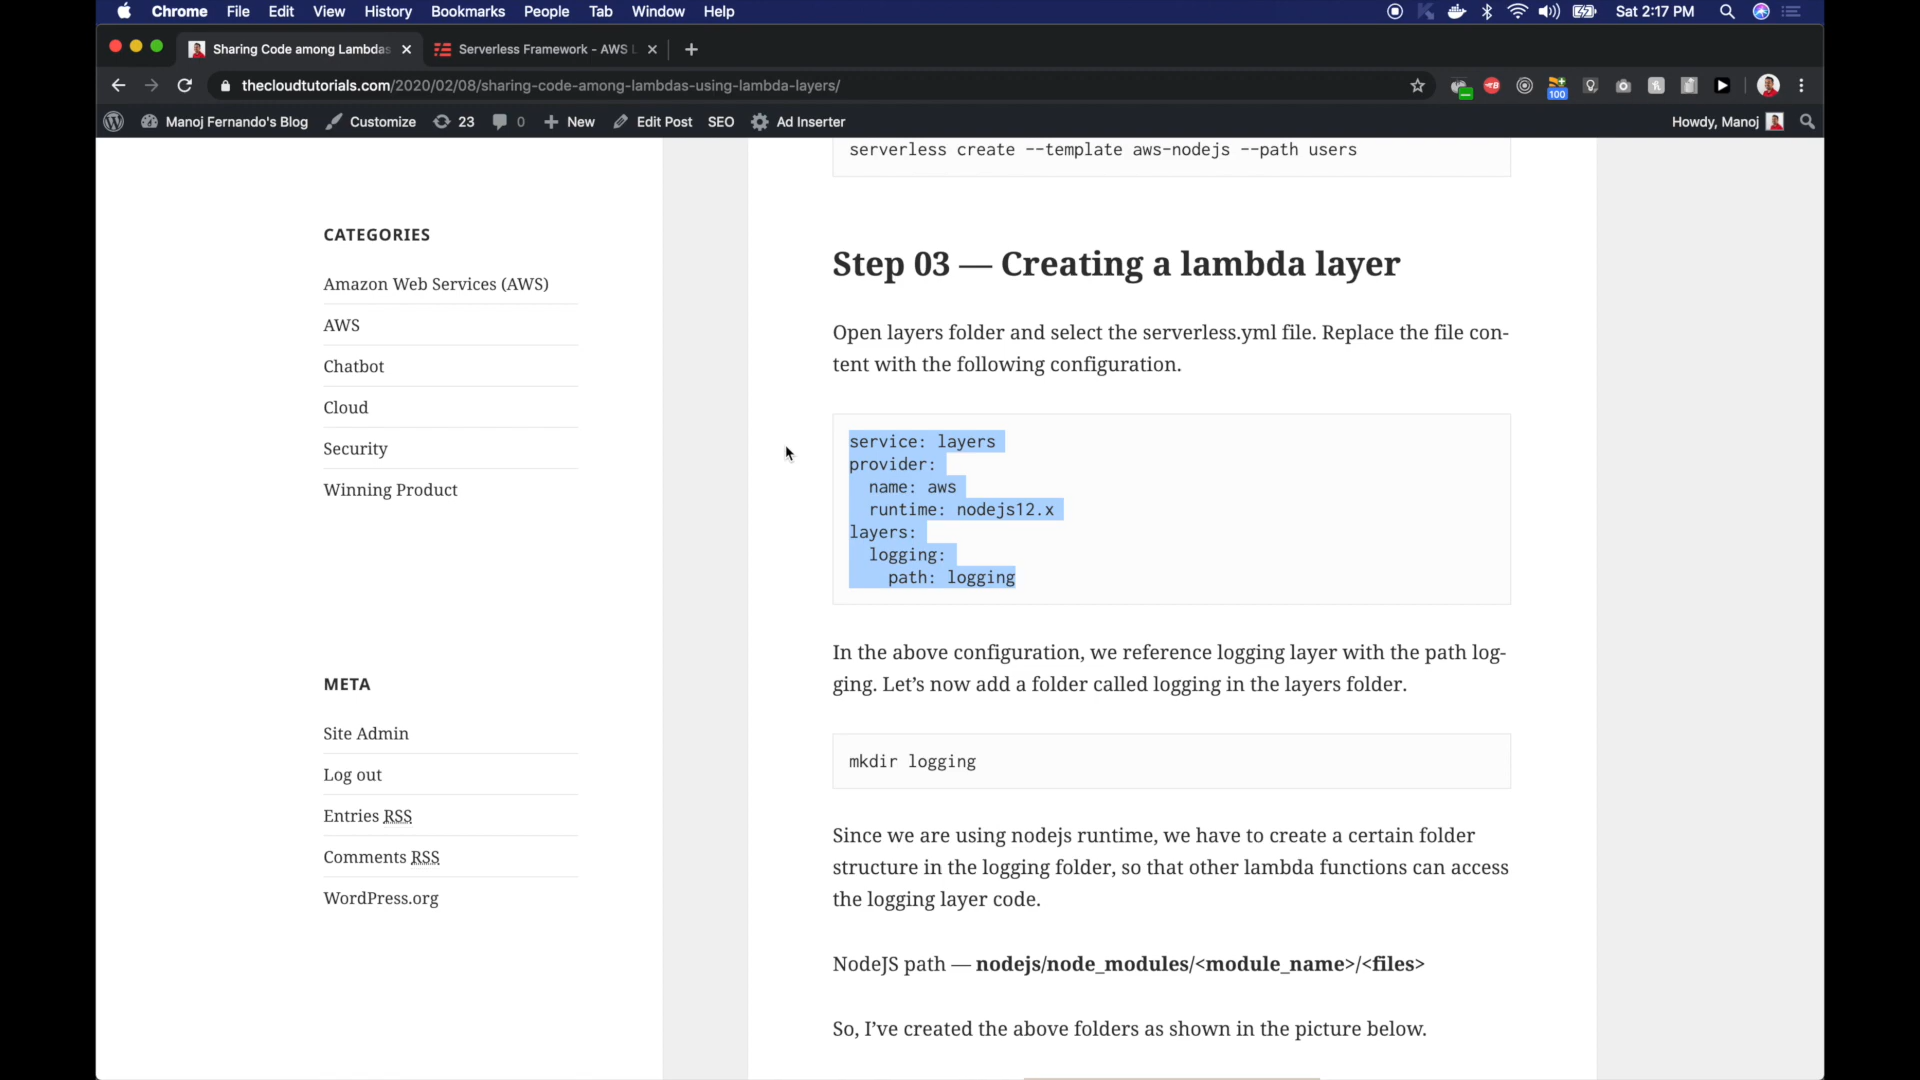 Chrome File Edit View History Bookmarks People Tab Window Help Sat 2:17 PM
Sharing Code among Lambdas Serverless Framework - AWS L
thecloudtutorials.com/2020/02/08/sharing-code-among-lambdas-using-lambda-layers/ 100
Manoj Fernando's Blog Customize 23 0 New Edit Post SEO Ad Inserter Howdy, Manoj
CATEGORIES
Amazon Web Services (AWS)
AWS
Chatbot
Cloud
Security
Winning Product
META
Site Admin
Log out
Entries RSS
Comments RSS
WordPress.org
serverless create --template aws-nodejs --path users
Step 03 — Creating a lambda layer
Open layers folder and select the serverless.yml file. Replace the file con-
tent with the following configuration.
service: layers
provider:
  name: aws
  runtime: nodejs12.x
layers:
  logging:
    path: logging
In the above configuration, we reference logging layer with the path log-
ging. Let’s now add a folder called logging in the layers folder.
mkdir logging
Since we are using nodejs runtime, we have to create a certain folder
structure in the logging folder, so that other lambda functions can access
the logging layer code.
NodeJS path — nodejs/node_modules/<module_name>/<files>
So, I’ve created the above folders as shown in the picture below.